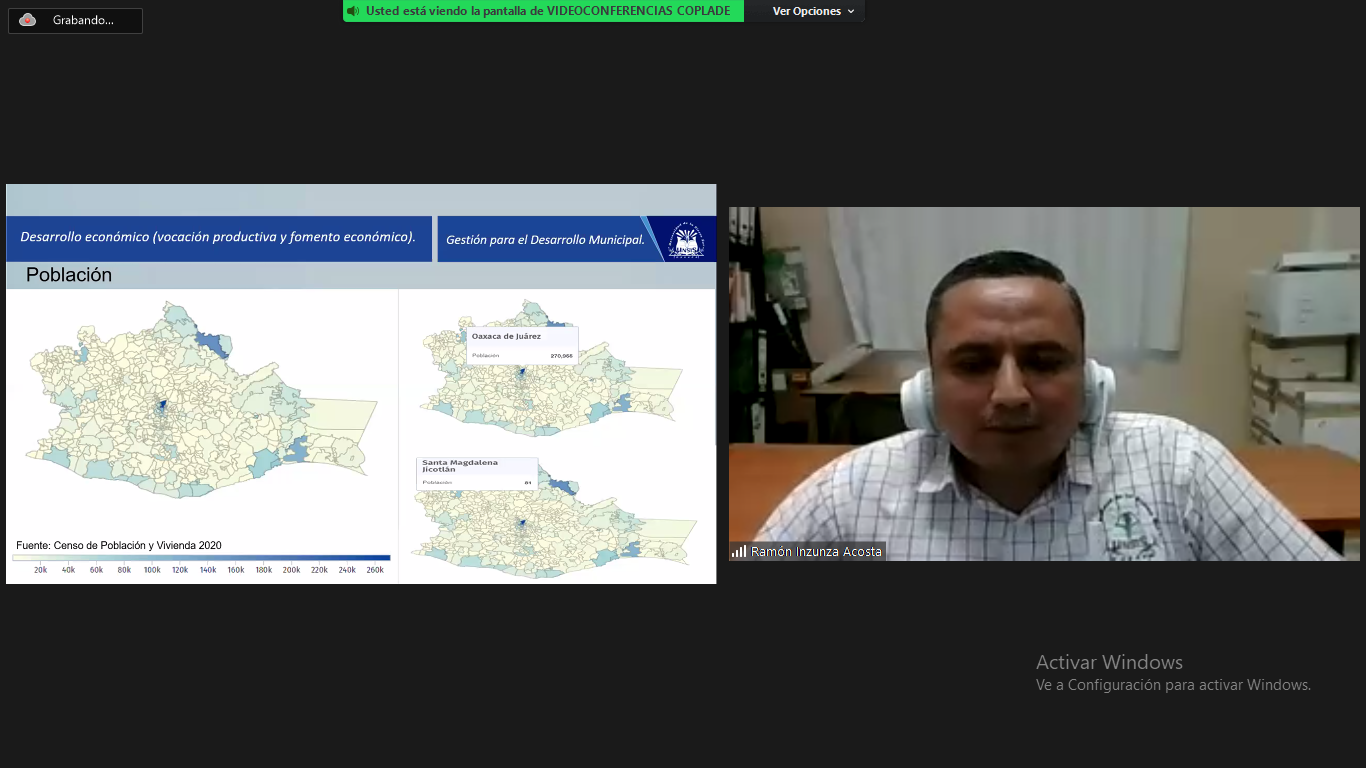 Grabando...
Usted está viendo la pantalla de VIDEOCONFERENCIAS COPLADE
Ver Opciones
Desarrollo económico (vocación productiva y fomento económico).
Gestión para el Desarrollo Municipal.
UNSIS
Población
Oaxaca de Juárez
Población 270,966
Santa Magdalena
Jicotlán
Población 81
Fuente: Censo de Población y Vivienda 2020
20k 40k 60k 80k 100k 120k 140k 160k 180k 200k 220k 240k 260k
Ramón Inzunza Acosta
Activar Windows
Ve a Configuración para activar Windows.